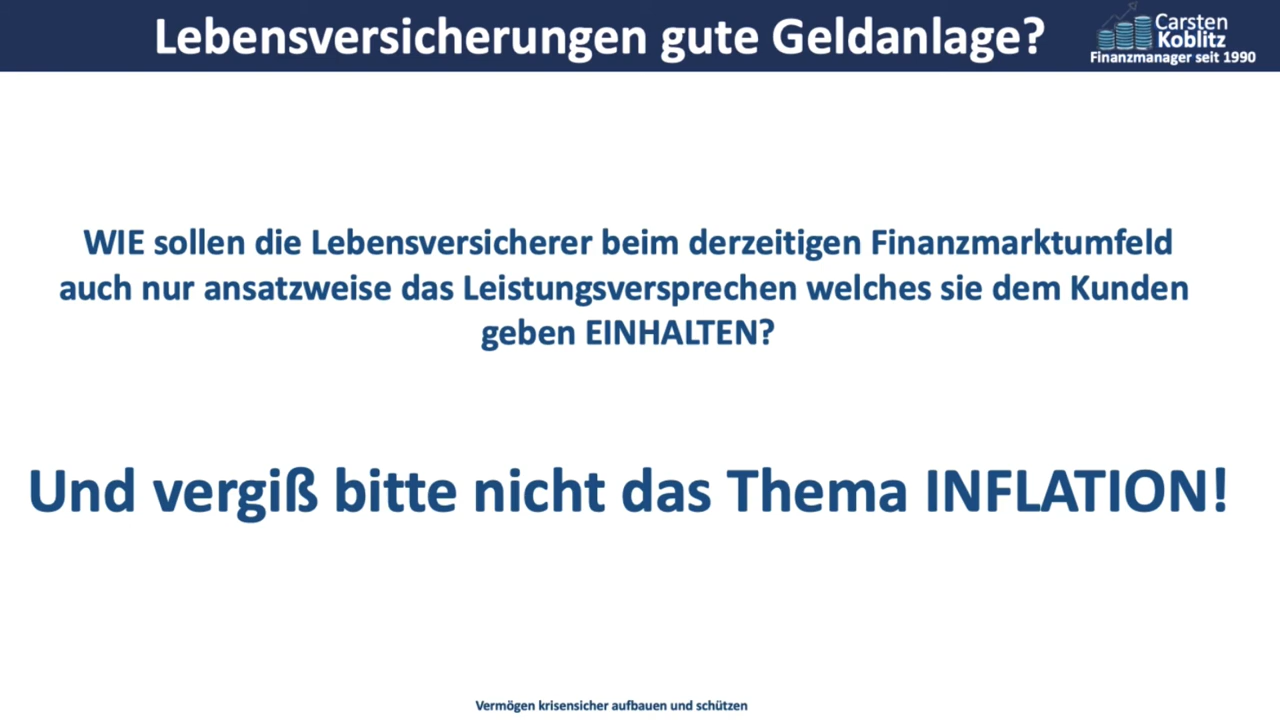 Lebensversicherungen gute Geldanlage?
Carsten
Koblitz
Finanzmanager seit 1990
WIE sollen die Lebensversicherer beim derzeitigen Finanzmarktumfeld
auch nur ansatzweise das Leistungsversprechen welches sie dem Kunden
geben EINHALTEN?
Und vergiß bitte nicht das Thema INFLATION!
Vermögen krisensicher aufbauen und schützen